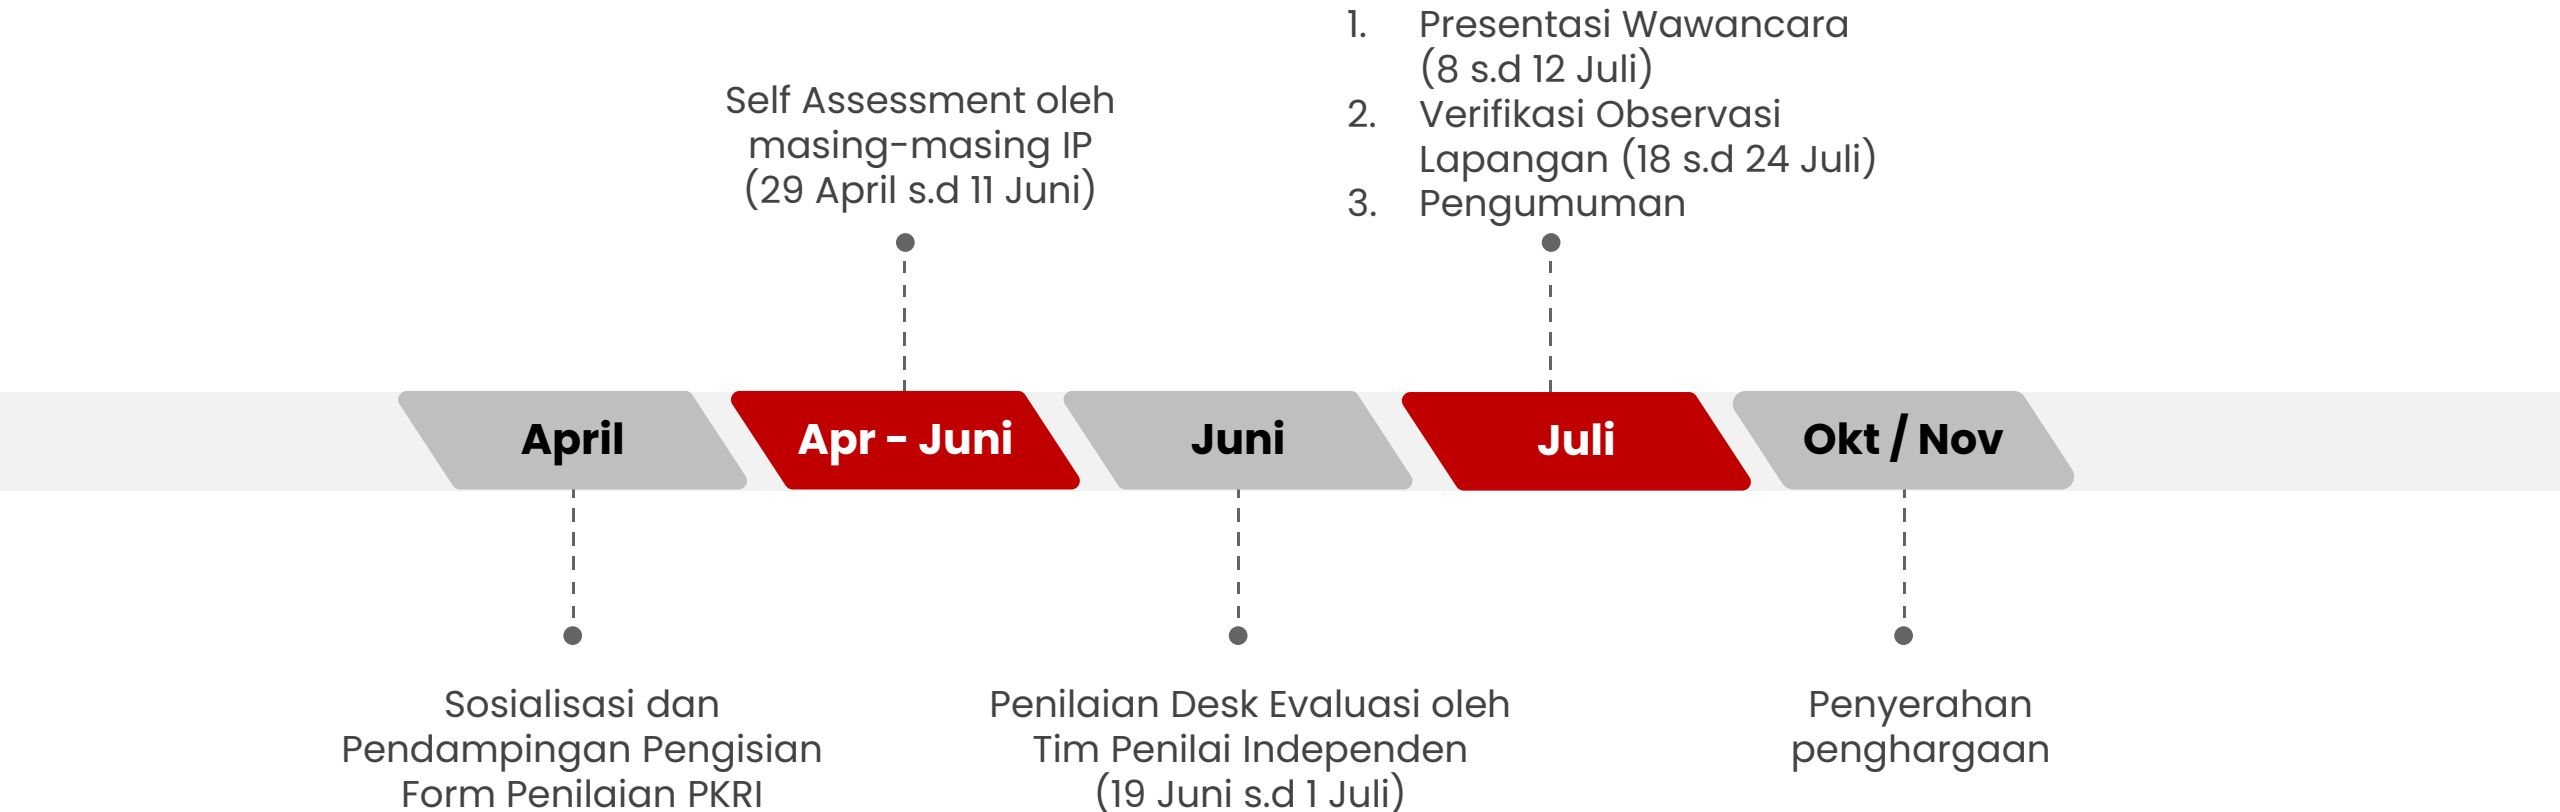 1. Presentasi Wawancara
(8 s.d 12 Juli)
2. Verifikasi Observasi
Lapangan (18 s.d 24 Juli)
3. Pengumuman
Self Assessment oleh
masing-masing IP
(29 April s.d 11 Juni)
April
Apr - Juni
Juni
Juli
Okt / Nov
Sosialisasi dan
Pendampingan Pengisian
Form Penilaian PKRI
Penilaian Desk Evaluasi oleh
Tim Penilai Independen
(19 Juni s.d 1 Juli)
Penyerahan
penghargaan